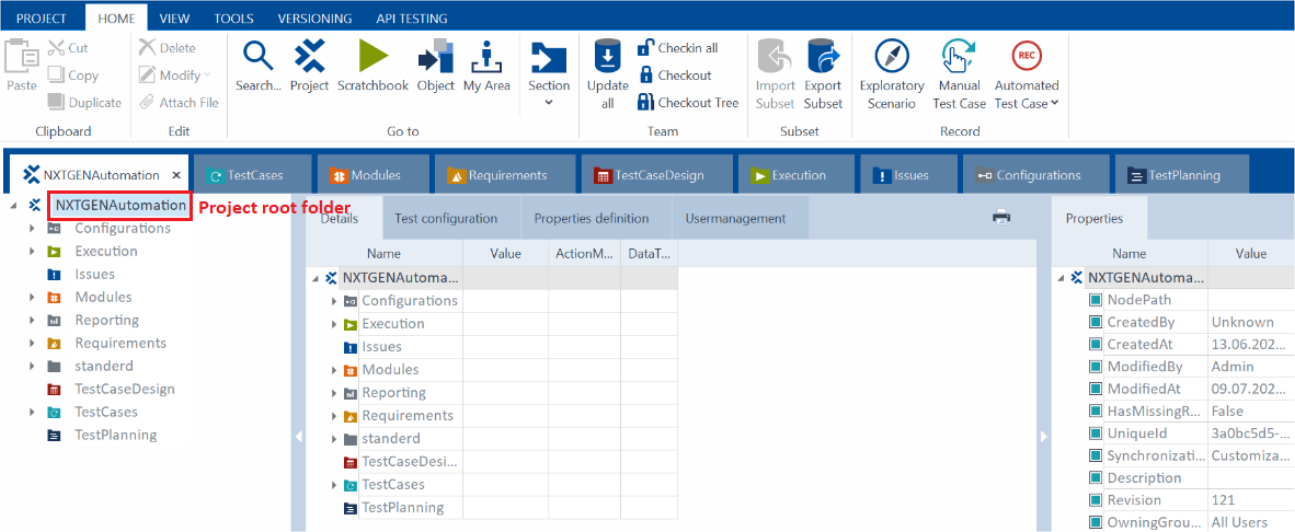 PROJECT HOME VIEW TOOLS VERSIONING API TESTING
Paste
Cut
Copy
Duplicate
Clipboard
Delete
Modify
Attach File
Edit
Search... Project Scratchbook Object My Area
Go to
Section
Update all
Checkin all
Checkout
Checkout Tree
Team
Import Subset
Export Subset
Subset
Exploratory Scenario
Manual Test Case
REC
Automated Test Case
Record
NXTGENAutomation × TestCases Modules Requirements TestCaseDesign Execution Issues Configurations TestPlanning
NXTGENAutomation
Project root folder
Configurations
Execution
Issues
Modules
Reporting
Requirements
standerd
TestCaseDesign
TestCases
TestPlanning
Details Test configuration Properties definition Usermanagement
Name Value ActionM... DataT...
NXTGENAutoma...
Configurations
Execution
Issues
Modules
Reporting
Requirements
standerd
TestCaseDesi...
TestCases
TestPlanning
Properties
Name Value
NXTGENAutoma...
NodePath
CreatedBy Unknown
CreatedAt 13.06.202...
ModifiedBy Admin
ModifiedAt 09.07.202...
HasMissingR... False
UniqueId 3a0bc5d5-...
Synchronizati... Customiza...
Description
Revision 121
OwningGrou... All Users